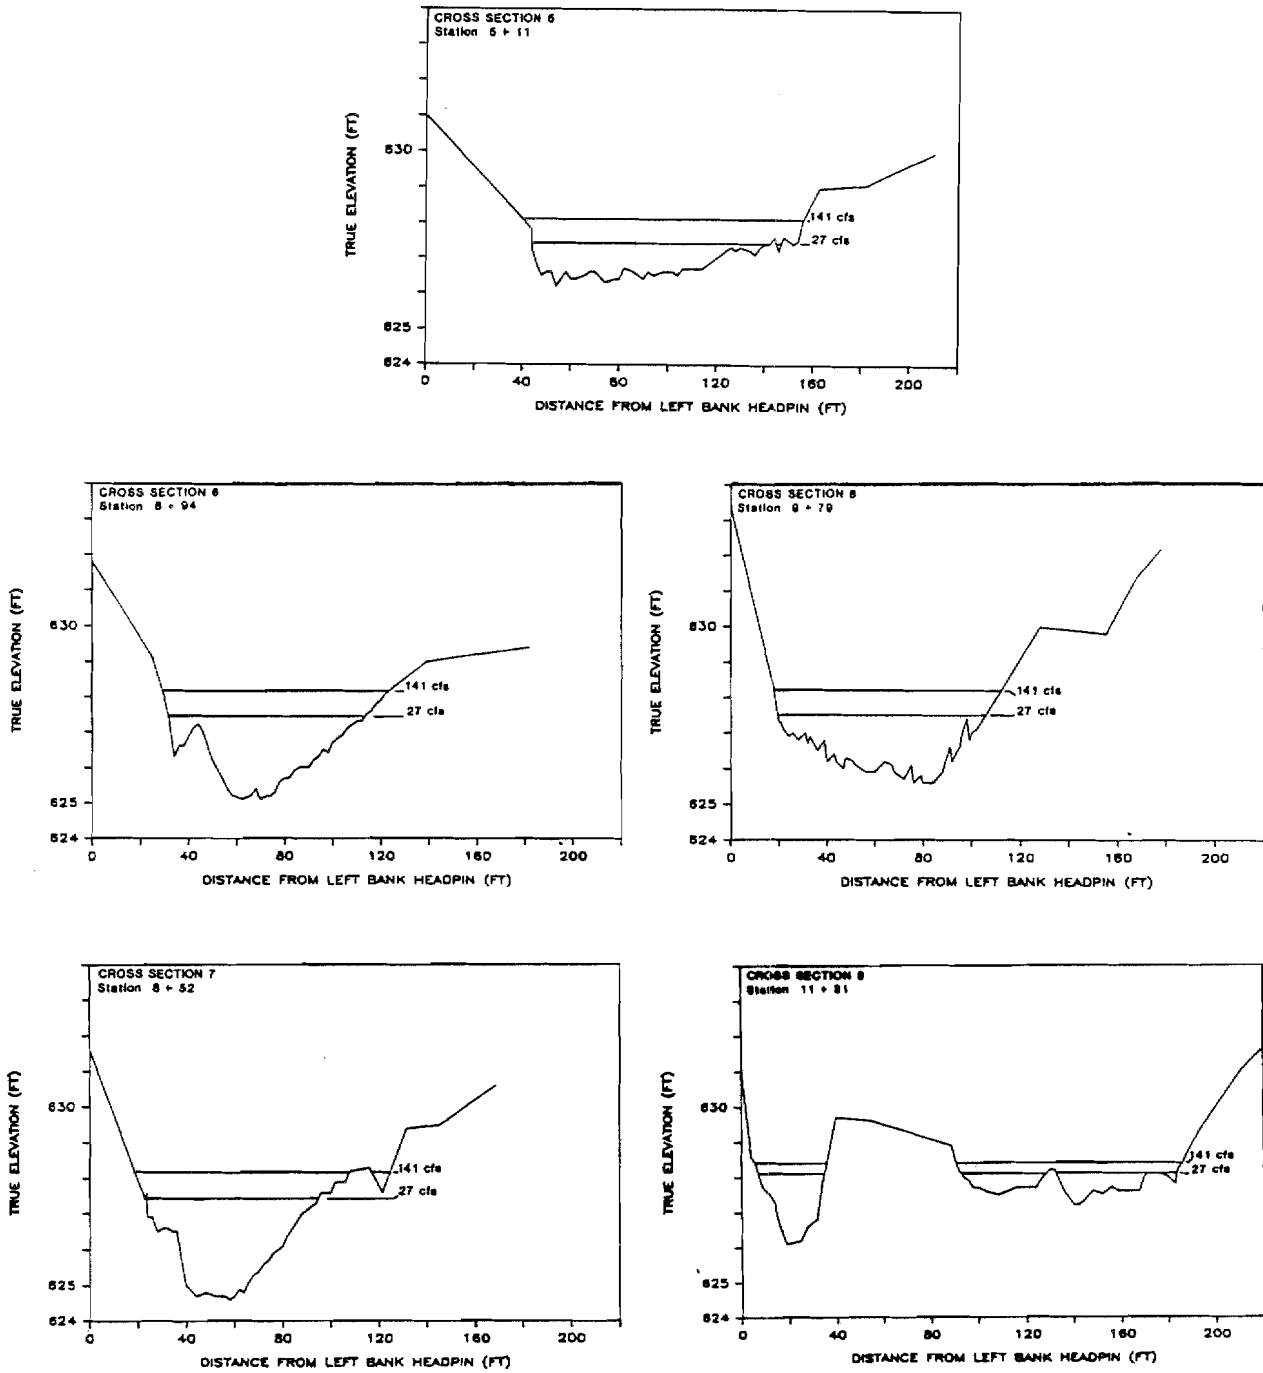 CROSS SECTION 5
Station 5 + 11
TRUE ELEVATION (FT)
630
625
624
141 cfs
27 cfs
0 40 80 120 160 200
DISTANCE FROM LEFT BANK HEADPIN (FT)
CROSS SECTION 6
Station 8 + 94
TRUE ELEVATION (FT)
630
625
624
141 cfs
27 cfs
0 40 80 120 160 200
DISTANCE FROM LEFT BANK HEADPIN (FT)
CROSS SECTION 8
Station 9 + 79
TRUE ELEVATION (FT)
630
625
624
141 cfs
27 cfs
0 40 80 120 160 200
DISTANCE FROM LEFT BANK HEADPIN (FT)
CROSS SECTION 7
Station 8 + 52
TRUE ELEVATION (FT)
630
625
624
141 cfs
27 cfs
0 40 80 120 160 200
DISTANCE FROM LEFT BANK HEADPIN (FT)
CROSS SECTION 9
Station 11 + 81
TRUE ELEVATION (FT)
630
625
624
141 cfs
27 cfs
0 40 80 120 160 200
DISTANCE FROM LEFT BANK HEADPIN (FT)